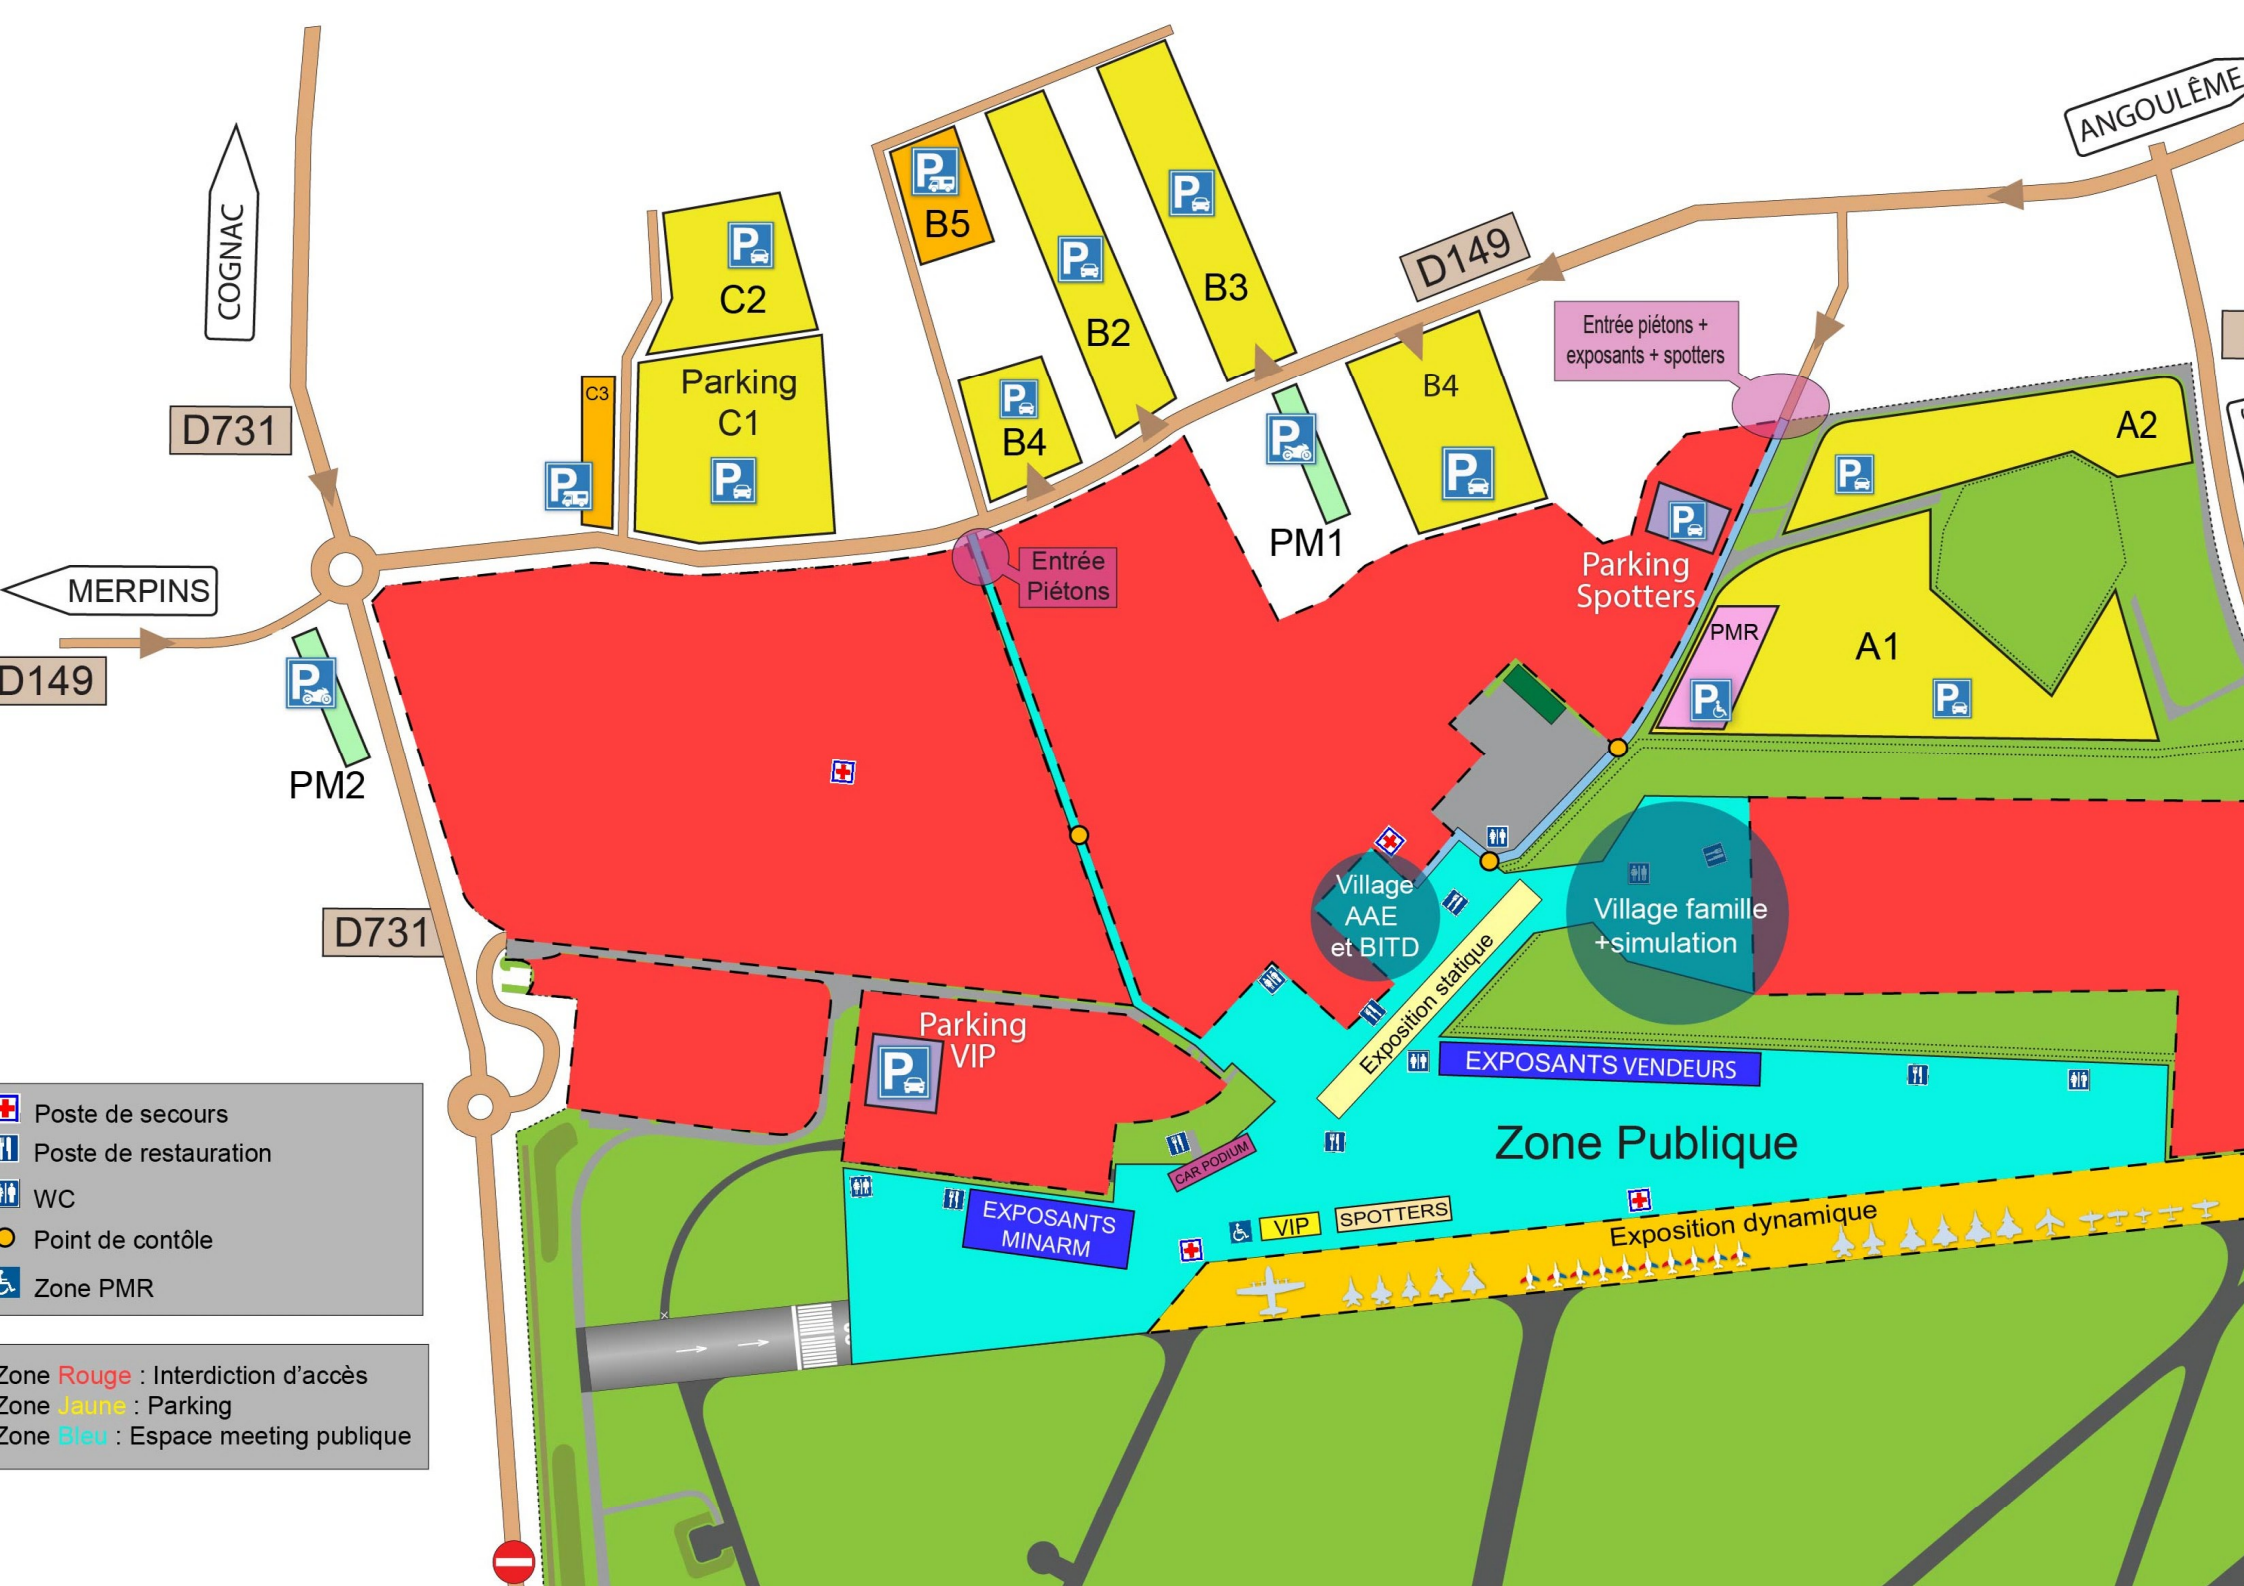 ANGOULÊME
COGNAC
B5
C2
B3
D149
B2
Entrée piétons +
exposants + spotters
Parking
C1
C3
B4
B4
A2
D731
PM1
Entrée
Piétons
Parking
Spotters
MERPINS
PMR
A1
D149
PM2
Village
AAE
et BITD
Village famille
+simulation
D731
Exposition statique
Parking
VIP
EXPOSANTS VENDEURS
Zone Publique
CAR PODIUM
EXPOSANTS
MINARM
VIP
SPOTTERS
Exposition dynamique
Poste de secours
Poste de restauration
WC
Point de contôle
Zone PMR
Zone Rouge : Interdiction d'accès
Zone Jaune : Parking
Zone Bleu : Espace meeting publique